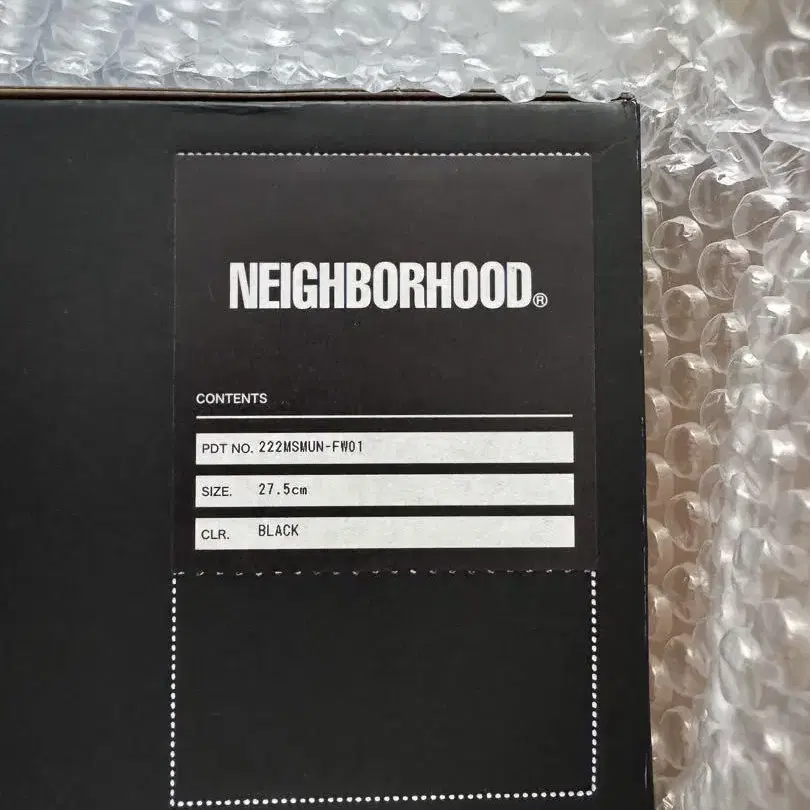 NEIGHBORHOOD®
CONTENTS
PDT NO. 222MSMUN-FW01
SIZE. 27.5cm
CLR. BLACK